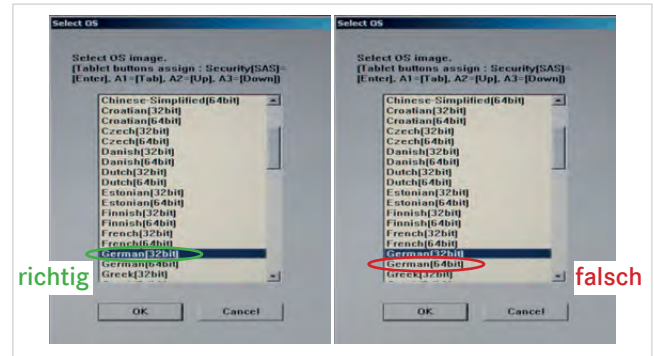 Select OS
Select OS image.
[Tablet buttons assign : Security[SAS]=
[Enter], A1=[Tab], A2=[Up], A3=[Down]]
Chinese-Simplified[64bit]
Croatian[32bit]
Croatian[64bit]
Czech[32bit]
Czech[64bit]
Danish[32bit]
Danish[64bit]
Dutch[32bit]
Dutch[64bit]
Estonian[32bit]
Estonian[64bit]
Finnish[32bit]
Finnish[64bit]
French[32bit]
French[64bit]
German[32bit]
German[64bit]
Greek[32bit]
richtig
OK
Cancel
Select OS
Select OS image.
[Tablet buttons assign : Security[SAS]=
[Enter], A1=[Tab], A2=[Up], A3=[Down]]
Chinese-Simplified[64bit]
Croatian[32bit]
Croatian[64bit]
Czech[32bit]
Czech[64bit]
Danish[32bit]
Danish[64bit]
Dutch[32bit]
Dutch[64bit]
Estonian[32bit]
Estonian[64bit]
Finnish[32bit]
Finnish[64bit]
French[32bit]
French[64bit]
German[32bit]
German[64bit]
Greek[32bit]
falsch
OK
Cancel